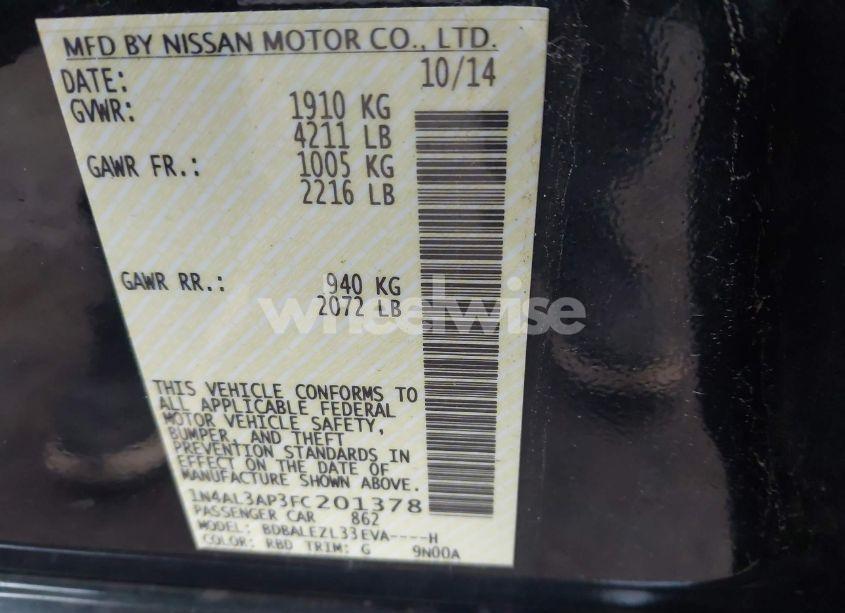 MFD BY NISSAN MOTOR CO., LTD.
DATE: 10/14
GVWR: 1910 KG
4211 LB
GAWR FR.: 1005 KG
2216 LB
GAWR RR.: 940 KG
2072 LB
wheelwise
THIS VEHICLE CONFORMS TO
ALL APPLICABLE FEDERAL
MOTOR VEHICLE SAFETY,
BUMPER, AND THEFT
PREVENTION STANDARDS IN
EFFECT ON THE DATE OF
MANUFACTURE SHOWN ABOVE.
1N4AL3AP3FC201378
PASSENGER CAR 862
MODEL: BDBALEZL33EVA----H
COLOR: RBD TRIM: G 9N00A